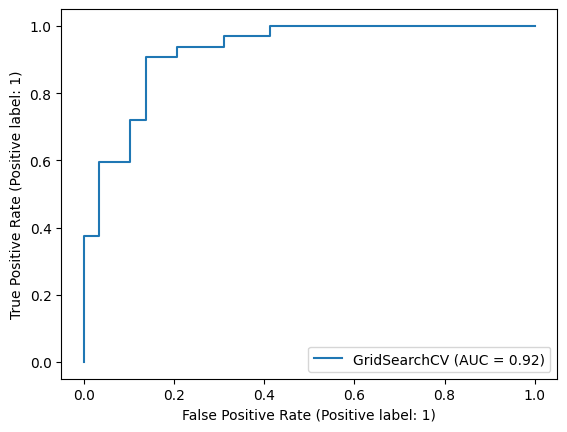 1.0
0.8
0.6
0.4
0.2
0.0
True Positive Rate (Positive label: 1)
GridSearchCV (AUC = 0.92)
0.0 0.2 0.4 0.6 0.8 1.0
False Positive Rate (Positive label: 1)